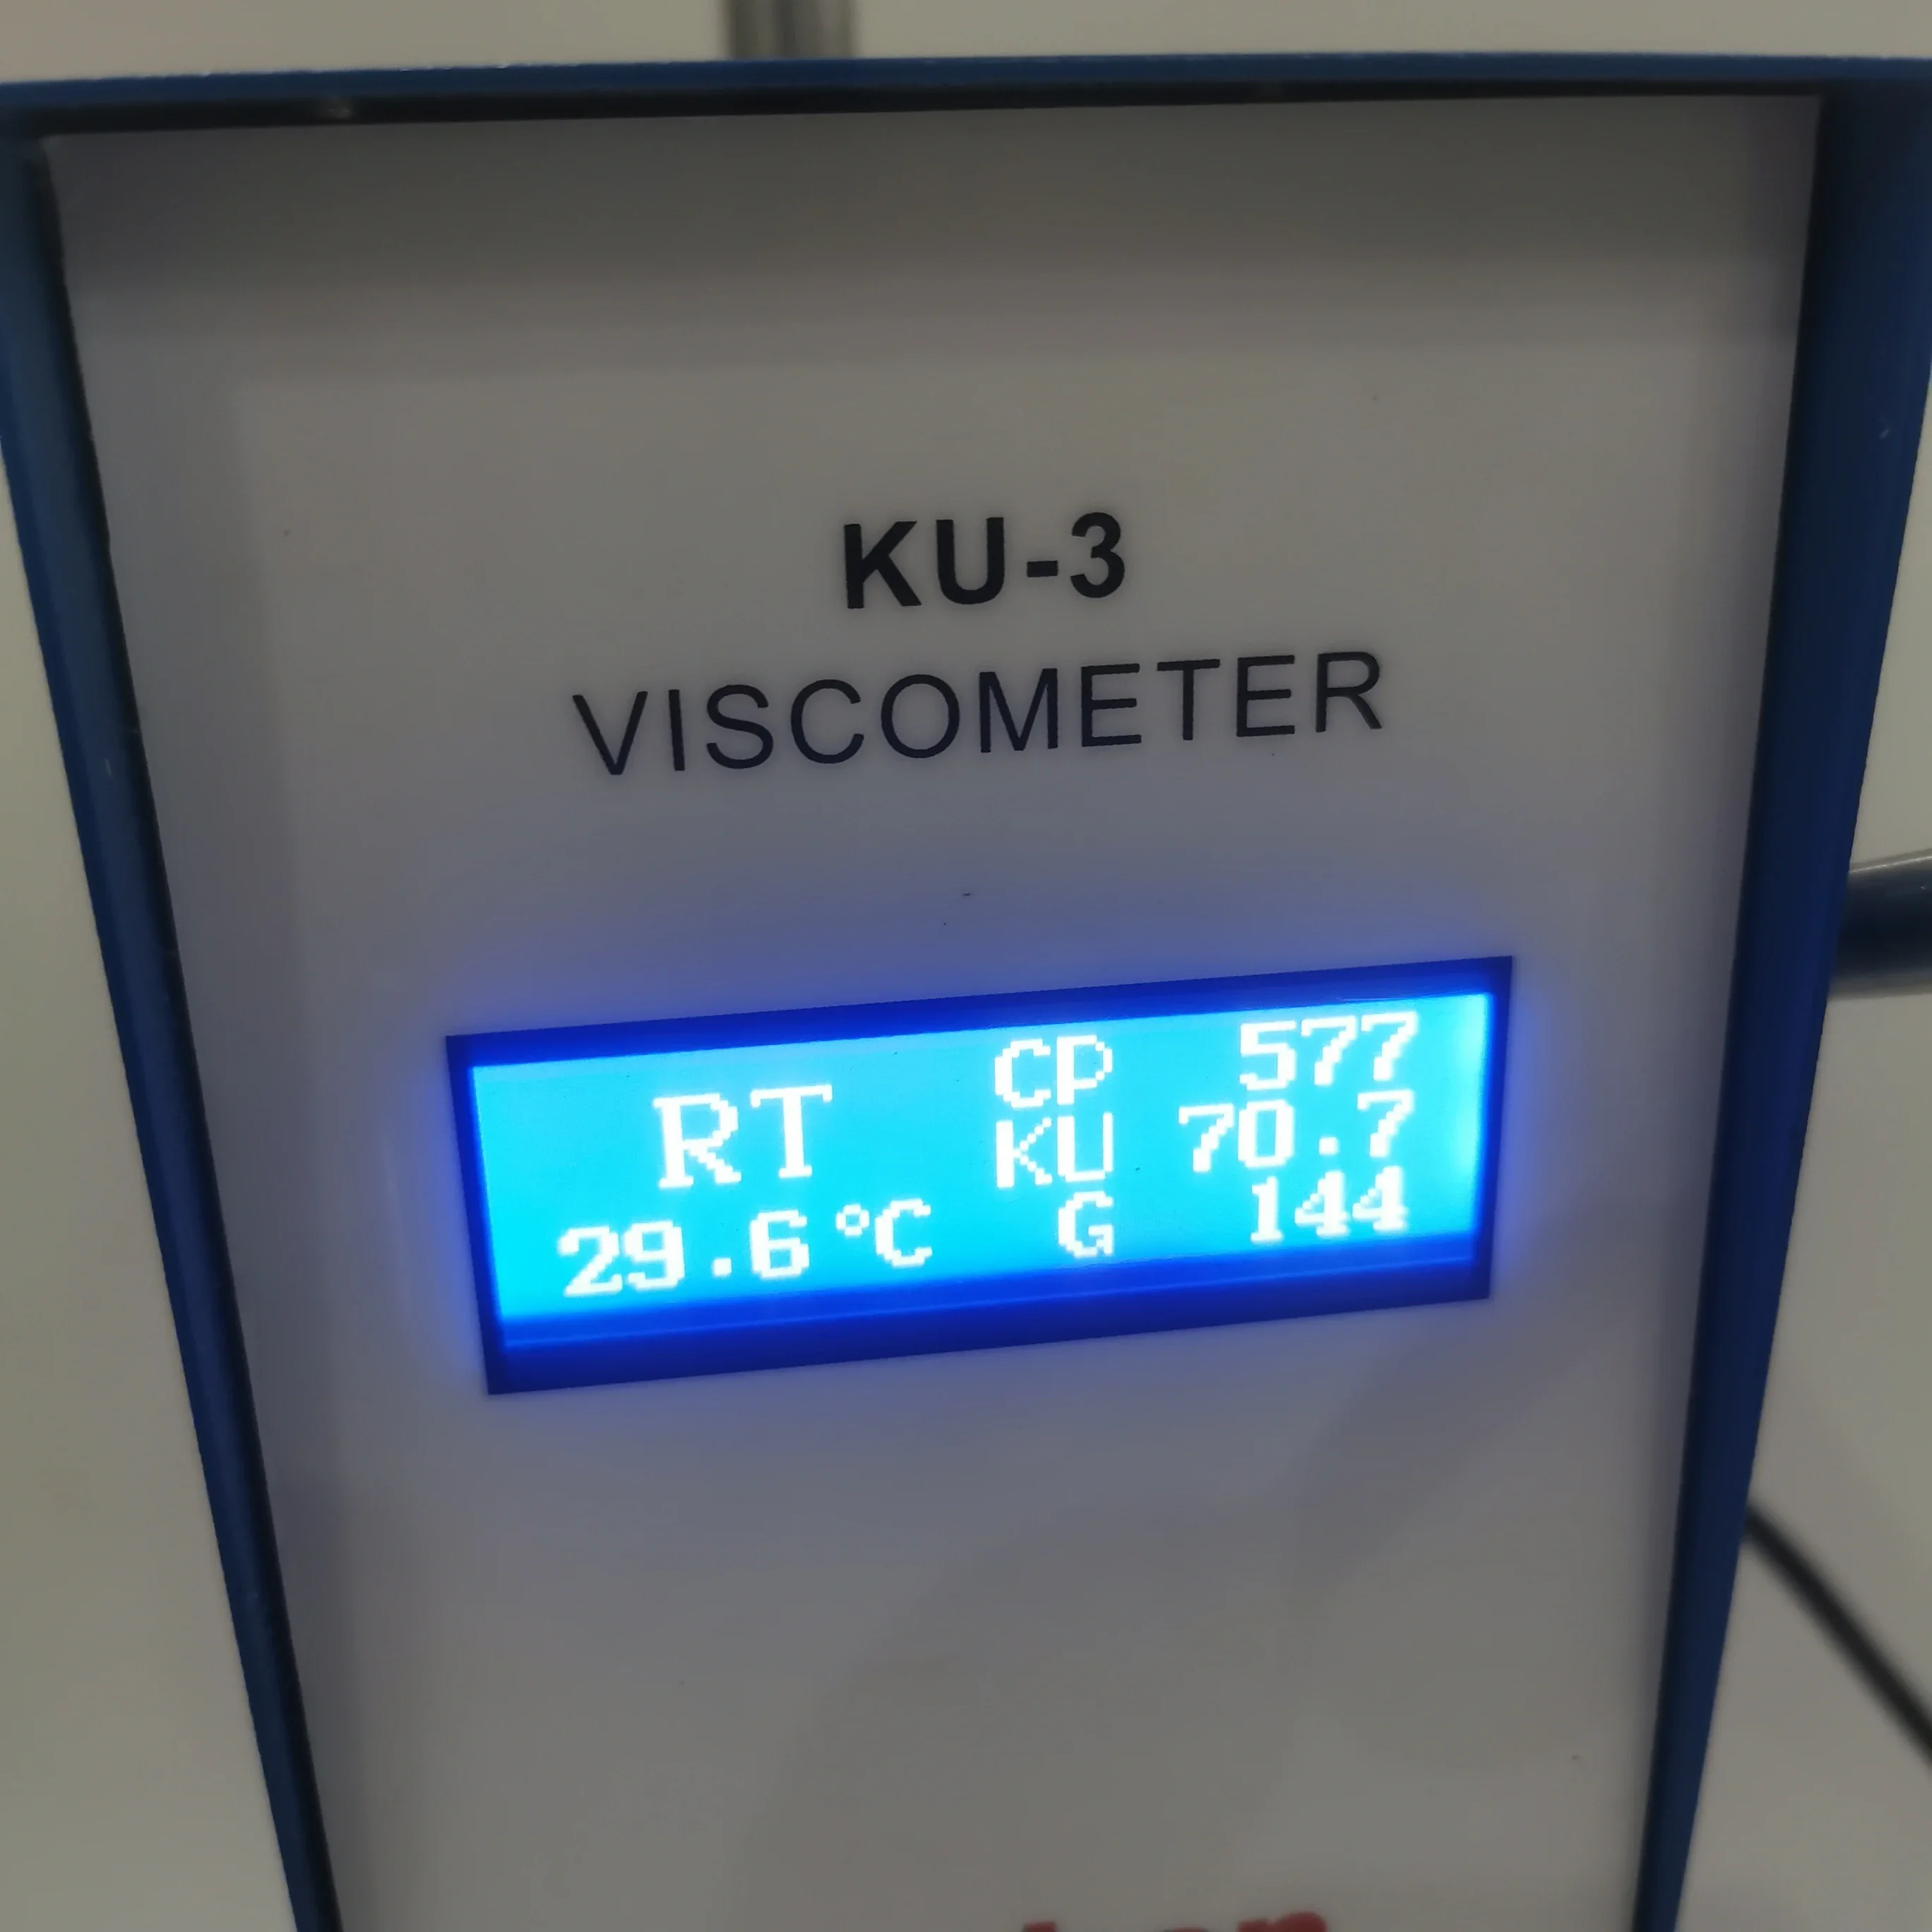 KU-3
VISCOMETER
RT
29.6°C
CP 577
KU 70.7
G 144